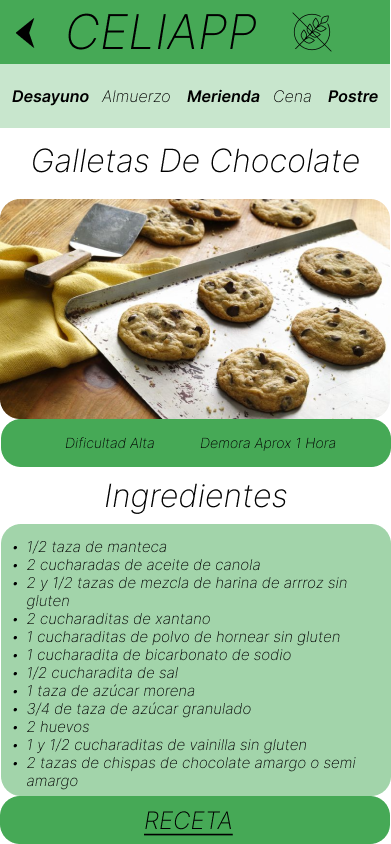 CELIAPP
Desayuno Almuerzo Merienda Cena Postre
Galletas De Chocolate
Dificultad Alta Demora Aprox 1 Hora
Ingredientes
• 1/2 taza de manteca
• 2 cucharadas de aceite de canola
• 2 y 1/2 tazas de mezcla de harina de arrroz sin
gluten
• 2 cucharaditas de xantano
• 1 cucharaditas de polvo de hornear sin gluten
• 1 cucharadita de bicarbonato de sodio
• 1/2 cucharadita de sal
• 1 taza de azúcar morena
• 3/4 de taza de azúcar granulado
• 2 huevos
• 1 y 1/2 cucharaditas de vainilla sin gluten
• 2 tazas de chispas de chocolate amargo o semi
amargo
RECETA